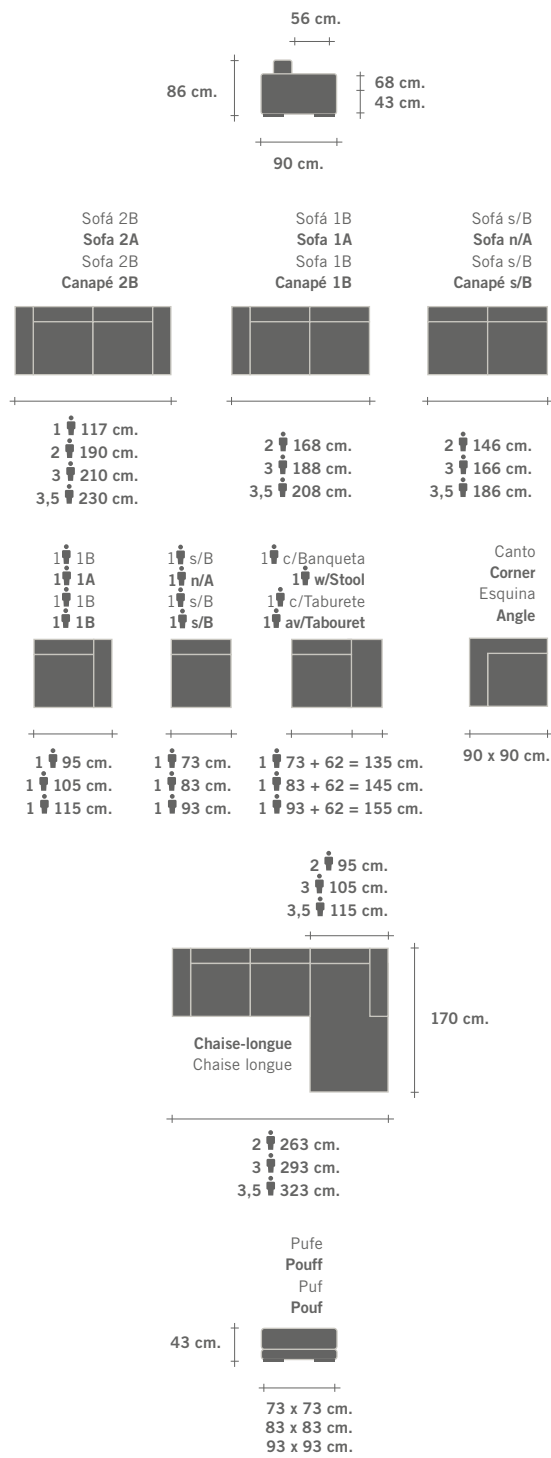 56 cm.
86 cm.
68 cm.
43 cm.
90 cm.
Sofá 2B
Sofa 2A
Sofa 2B
Canapé 2B
Sofá 1B
Sofa 1A
Sofa 1B
Canapé 1B
Sofá s/B
Sofa n/A
Sofa s/B
Canapé s/B
1 117 cm.
2 190 cm.
3 210 cm.
3,5 230 cm.
2 168 cm.
3 188 cm.
3,5 208 cm.
2 146 cm.
3 166 cm.
3,5 186 cm.
1 1B
1 1A
1 1B
1 1B
1 s/B
1 n/A
1 s/B
1 s/B
1 c/Banqueta
1 w/Stool
1 c/Taburete
1 av/Tabouret
Canto
Corner
Esquina
Angle
1 95 cm.
1 105 cm.
1 115 cm.
1 73 cm.
1 83 cm.
1 93 cm.
1 73 + 62 = 135 cm.
1 83 + 62 = 145 cm.
1 93 + 62 = 155 cm.
90 x 90 cm.
2 95 cm.
3 105 cm.
3,5 115 cm.
170 cm.
Chaise-longue
Chaise longue
2 263 cm.
3 293 cm.
3,5 323 cm.
Pufe
Pouff
Puf
Pouf
43 cm.
73 x 73 cm.
83 x 83 cm.
93 x 93 cm.